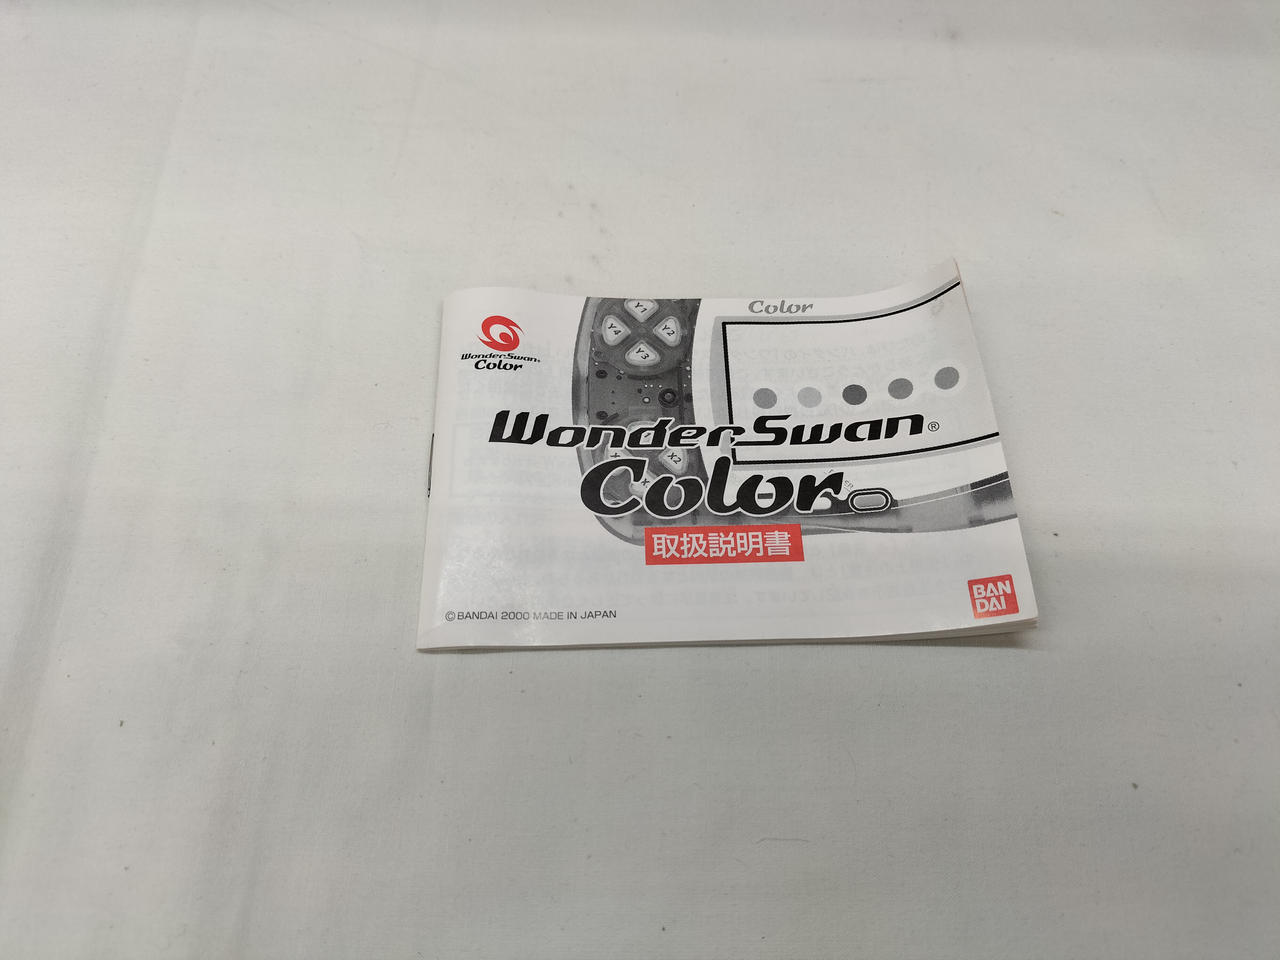 WonderSwan®
Color
Color
Y1
Y4
Y2
Y3
X2
WonderSwan®
Color
取扱説明書
©BANDAI 2000 MADE IN JAPAN
BAN
DAI